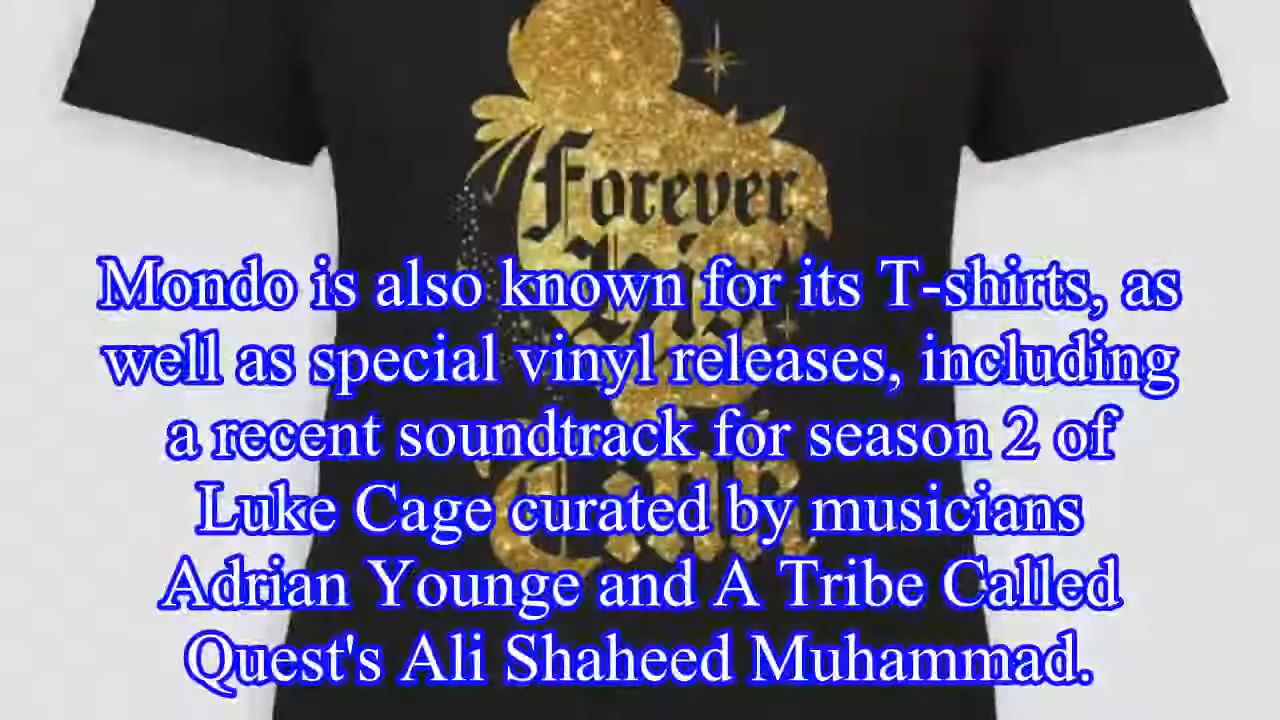 Forever
Mondo is also known for its T-shirts, as
well as special vinyl releases, including
a recent soundtrack for season 2 of
Luke Cage curated by musicians
Adrian Younge and A Tribe Called
Quest's Ali Shaheed Muhammad.